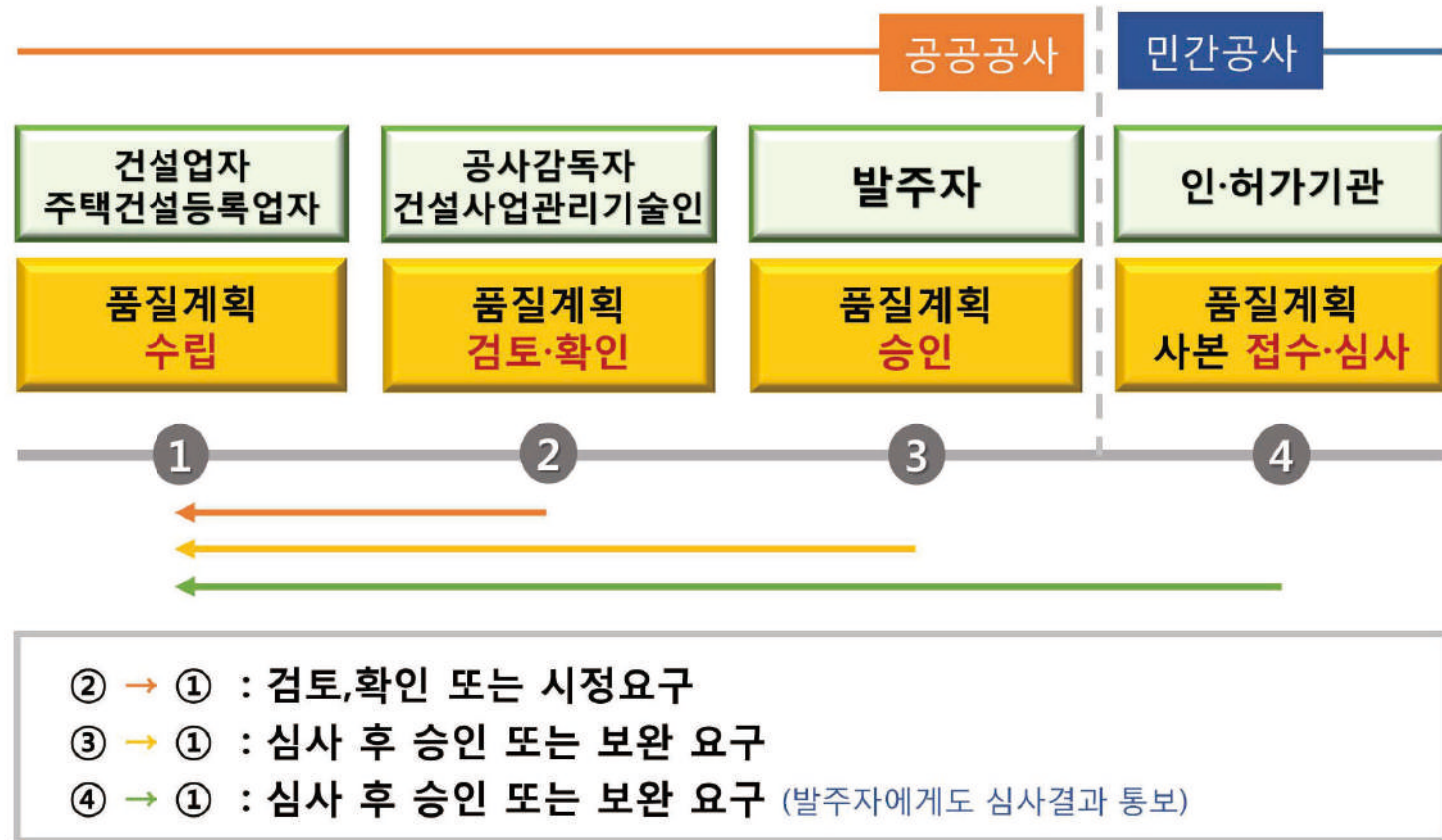 공공공사
민간공사
건설업자
주택건설등록업자
공사감독자
건설사업관리기술인
발주자
인·허가기관
품질계획
수립
품질계획
검토·확인
품질계획
승인
품질계획
사본 접수·심사
1
2
3
4
② → ① : 검토,확인 또는 시정요구
③ → ① : 심사 후 승인 또는 보완 요구
④ → ① : 심사 후 승인 또는 보완 요구 (발주자에게도 심사결과 통보)